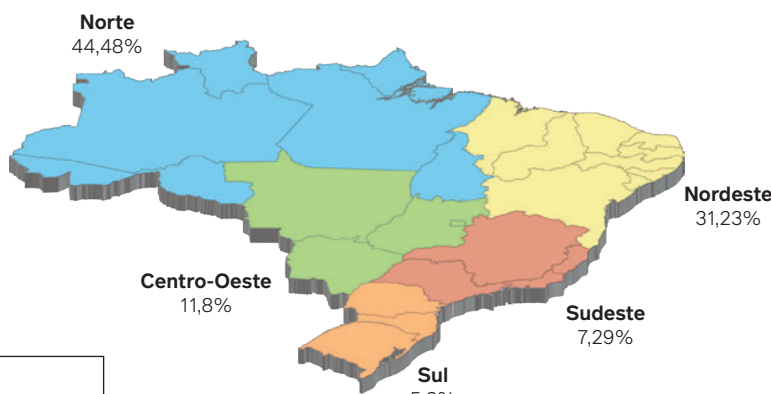 Norte
44,48%
Nordeste
31,23%
Centro-Oeste
11,8%
Sudeste
7,29%
Sul